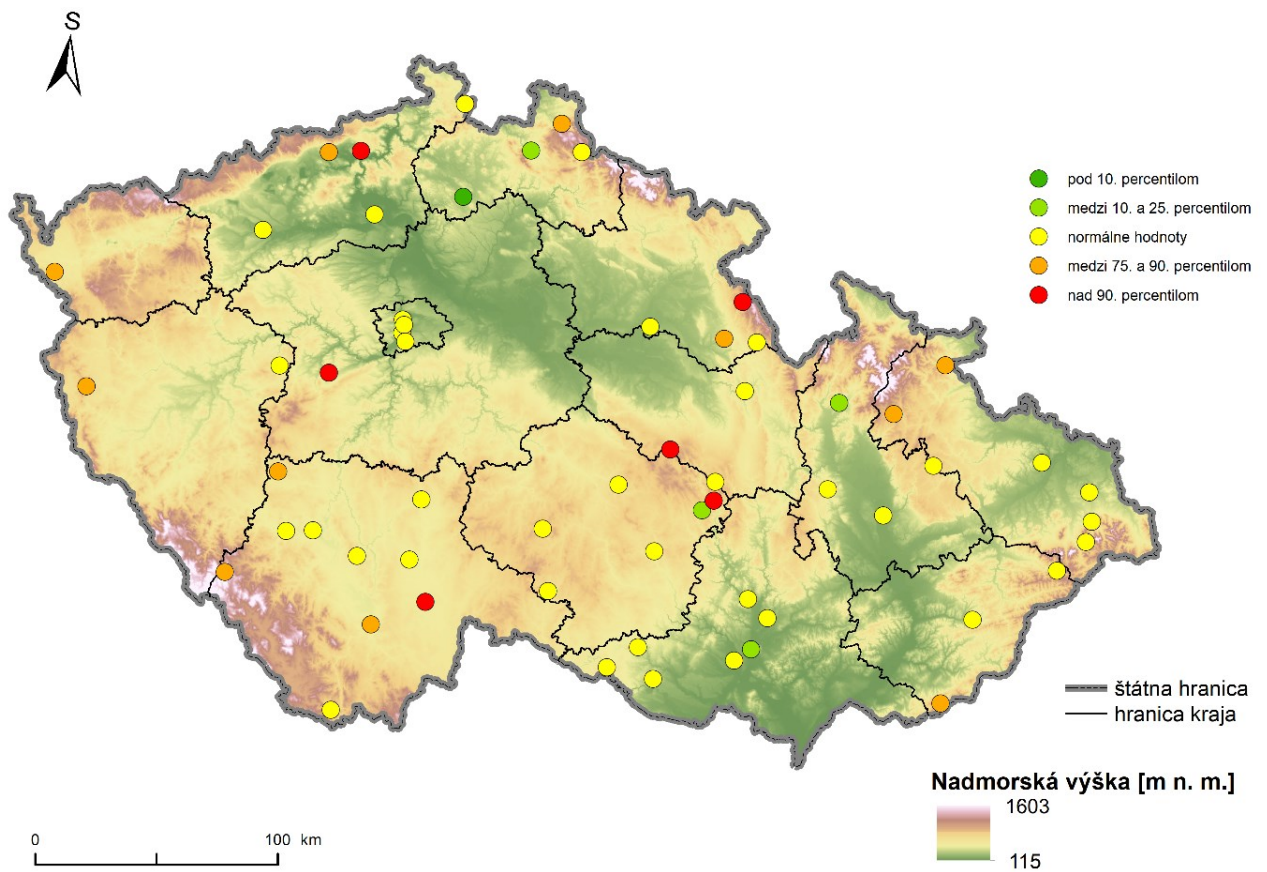 S
pod 10. percentilom
medzi 10. a 25. percentilom
normálne hodnoty
medzi 75. a 90. percentilom
nad 90. percentilom
štátna hranica
hranica kraja
Nadmorská výška [m n. m.]
1603
115
0 100 km